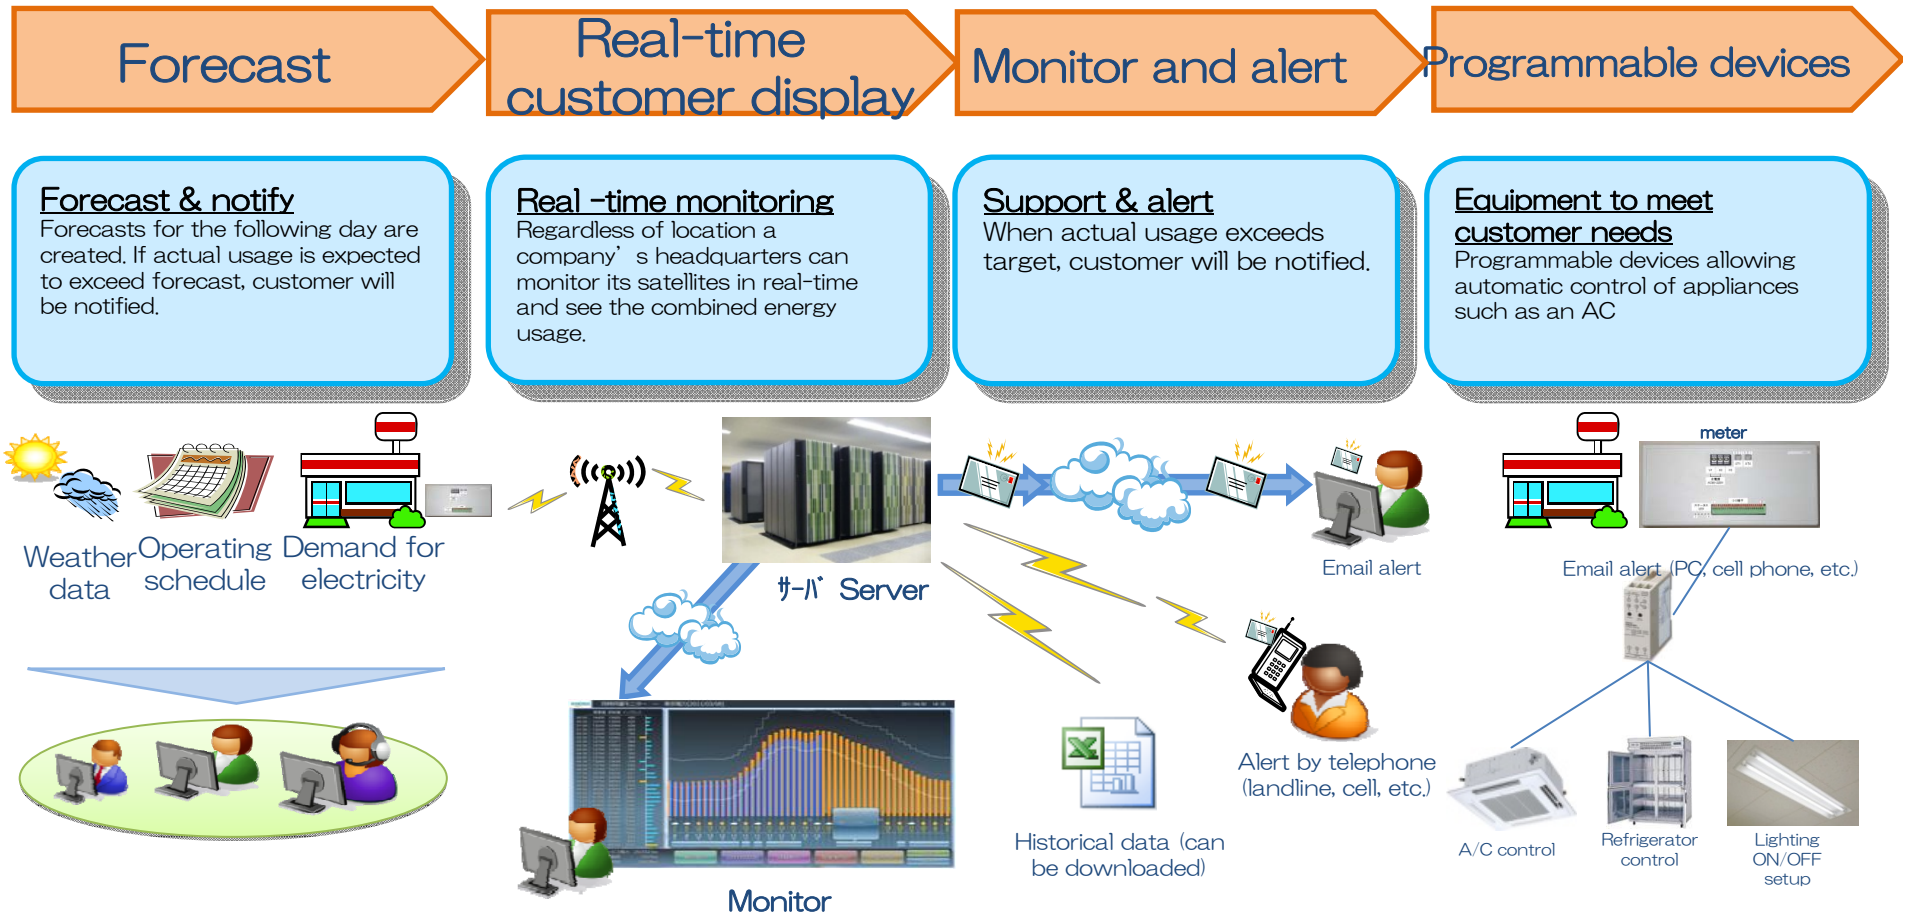 Forecast
Real-time
customer display
Monitor and alert
Programmable devices
Forecast & notify
Forecasts for the following day are
created. If actual usage is expected
to exceed forecast, customer will
be notified.
Real -time monitoring
Regardless of location a
company’s headquarters can
monitor its satellites in real-time
and see the combined energy
usage.
Support & alert
When actual usage exceeds
target, customer will be notified.
Equipment to meet
customer needs
Programmable devices allowing
automatic control of appliances
such as an AC
Weather
data
Operating
schedule
Demand for
electricity
ｻｰﾊﾞ Server
Email alert
meter
Email alert (PC, cell phone, etc.)
Monitor
Historical data (can
be downloaded)
Alert by telephone
(landline, cell, etc.)
A/C control
Refrigerator
control
Lighting
ON/OFF
setup